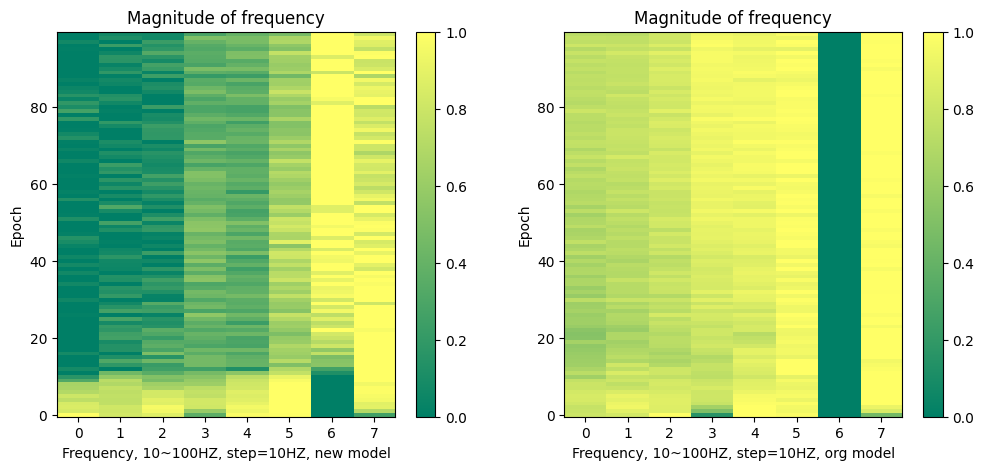 Magnitude of frequency
Epoch
80
60
40
20
0
0 1 2 3 4 5 6 7
Frequency, 10~100HZ, step=10HZ, new model
1.0
0.8
0.6
0.4
0.2
0.0
Magnitude of frequency
Epoch
80
60
40
20
0
0 1 2 3 4 5 6 7
Frequency, 10~100HZ, step=10HZ, org model
1.0
0.8
0.6
0.4
0.2
0.0